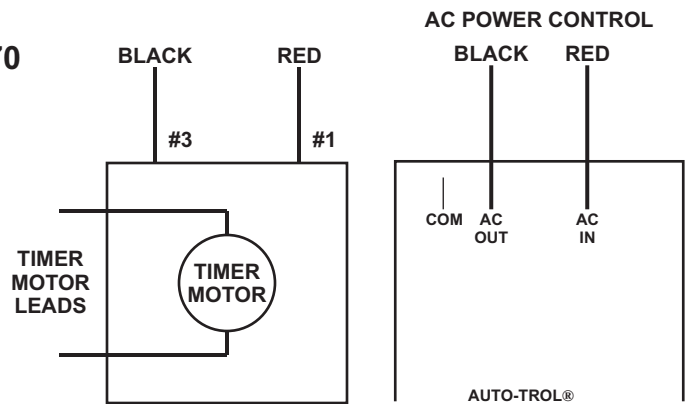 70
BLACK
RED
#3
#1
TIMER
MOTOR
LEADS
TIMER
MOTOR
AC POWER CONTROL
BLACK
RED
COM
AC
OUT
AC
IN
AUTO-TROL®